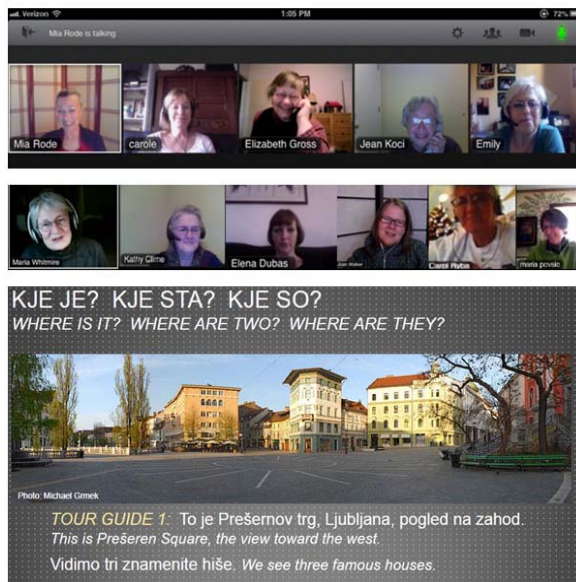 Verizon 1:05 PM 72%
Mia Rode is talking
Mia Rode carole Elizabeth Gross Jean Koci Emily
Maria Whitmire Kathy Clime Elena Dubas Joan Walker Carol Ryba maria povsic
KJE JE? KJE STA? KJE SO?
WHERE IS IT? WHERE ARE TWO? WHERE ARE THEY?
Photo: Michael Grmek
TOUR GUIDE 1: To je Prešernov trg, Ljubljana, pogled na zahod.
This is Prešeren Square, the view toward the west.
Vidimo tri znamenite hiše. We see three famous houses.